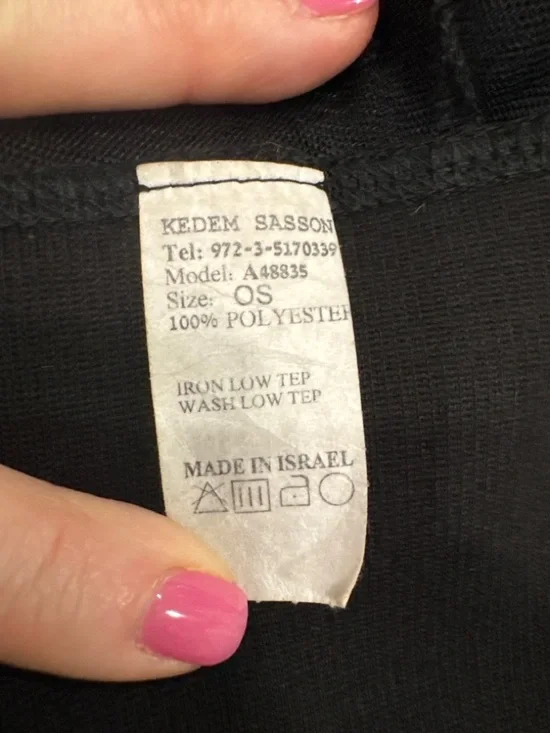 KEDEM SASSON
Tel: 972-3-5170339
Model: A48835
Size: OS
100% POLYESTER
IRON LOW TEP
WASH LOW TEP
MADE IN ISRAEL